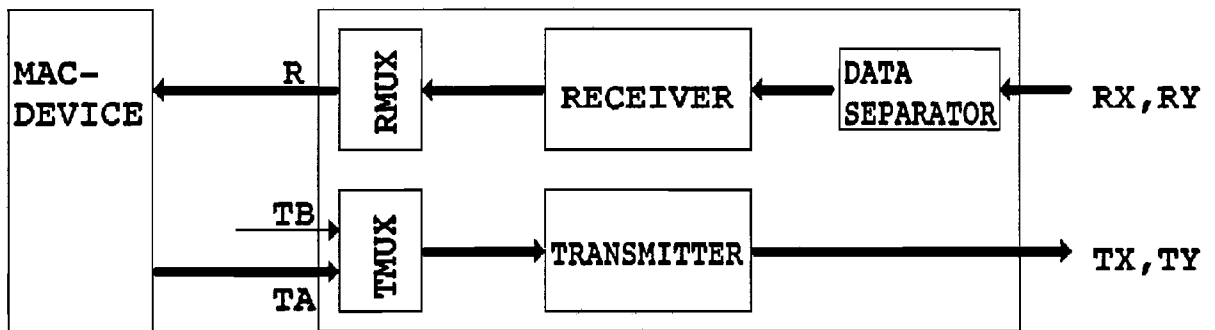 MAC-
DEVICE
R
RMUX
RECEIVER
DATA
SEPARATOR
RX,RY
TB
TA
TMUX
TRANSMITTER
TX,TY